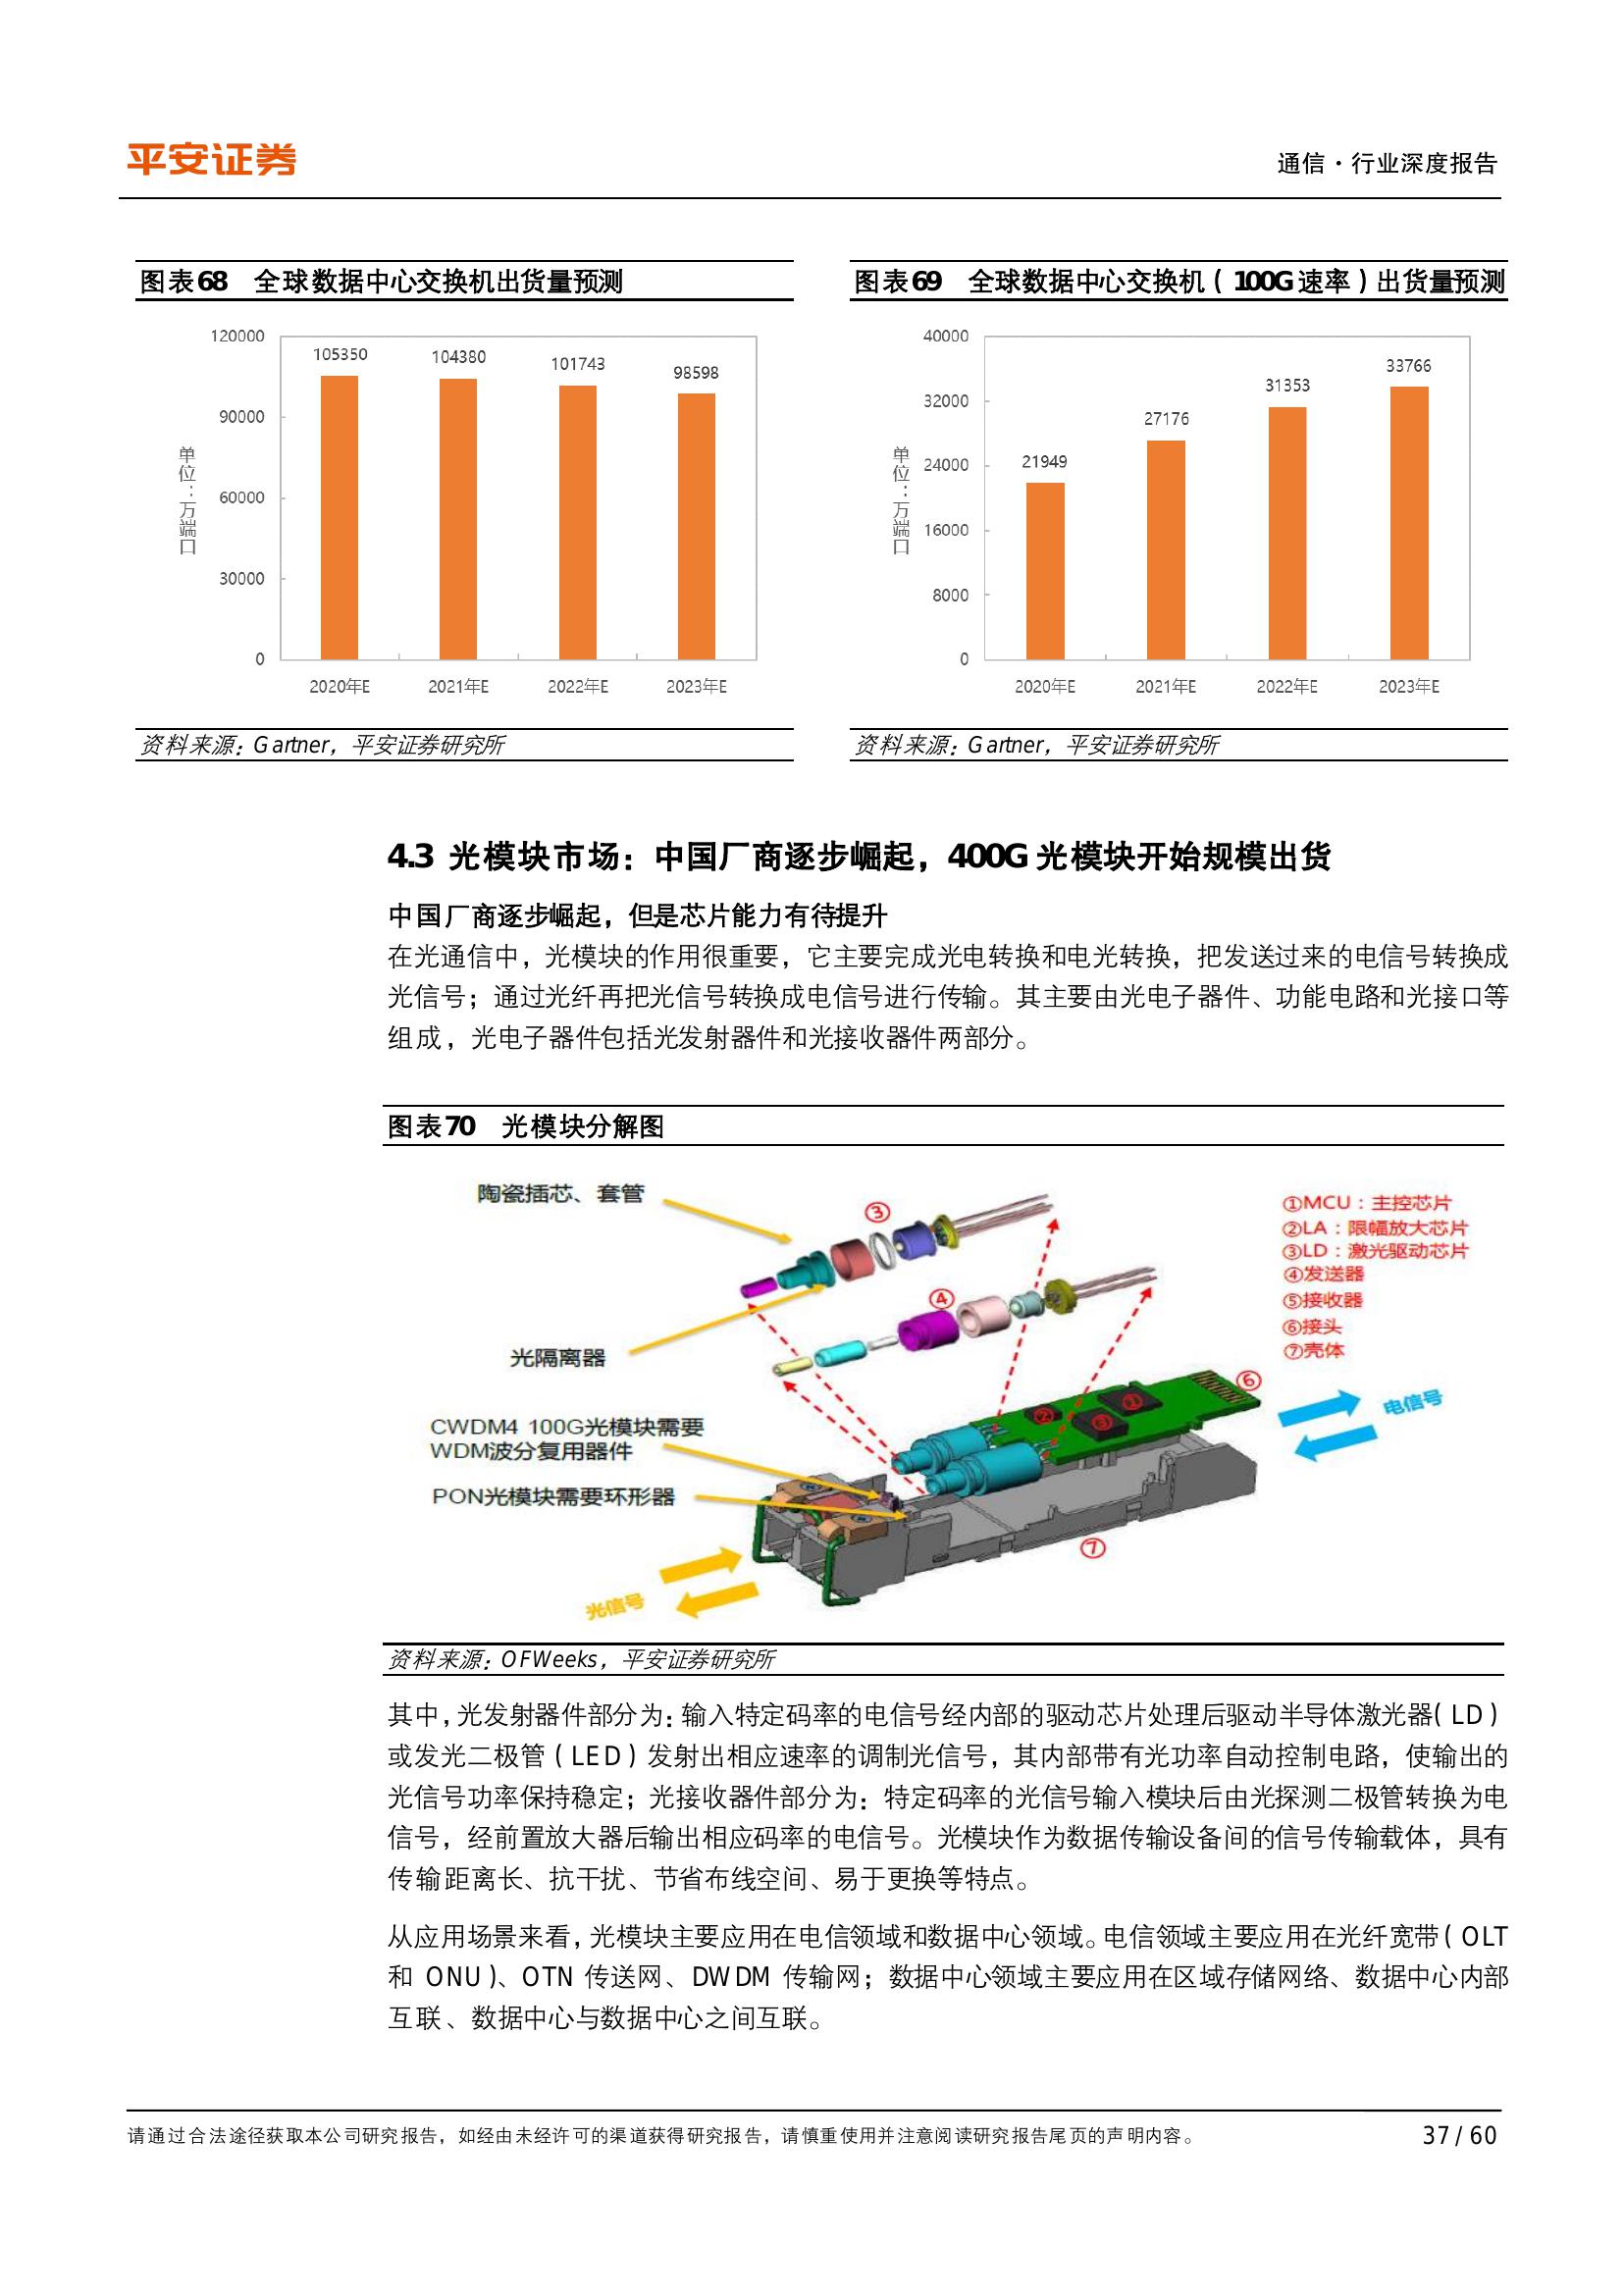 平安证券
通信·行业深度报告
图表68 全球数据中心交换机出货量预测
120000
90000
60000
30000
0
单位：万端口
105350
104380
101743
98598
2020年E 2021年E 2022年E 2023年E
资料来源：Gartner，平安证券研究所
图表69 全球数据中心交换机（100G速率）出货量预测
40000
32000
24000
16000
8000
0
单位：万端口
21949
27176
31353
33766
2020年E 2021年E 2022年E 2023年E
资料来源：Gartner，平安证券研究所
4.3 光模块市场：中国厂商逐步崛起，400G光模块开始规模出货
中国厂商逐步崛起，但是芯片能力有待提升
在光通信中，光模块的作用很重要，它主要完成光电转换和电光转换，把发送过来的电信号转换成
光信号；通过光纤再把光信号转换成电信号进行传输。其主要由光电子器件、功能电路和光接口等
组成，光电子器件包括光发射器件和光接收器件两部分。
图表70 光模块分解图
陶瓷插芯、套管
光隔离器
CWDM4 100G光模块需要
WDM波分复用器件
PON光模块需要环形器
光信号
电信号
③
④
⑥
②
①
③
⑦
①MCU：主控芯片
②LA：限幅放大芯片
③LD：激光驱动芯片
④发送器
⑤接收器
⑥接头
⑦壳体
资料来源：OFWeeks，平安证券研究所
其中，光发射器件部分为：输入特定码率的电信号经内部的驱动芯片处理后驱动半导体激光器（LD）
或发光二极管（LED）发射出相应速率的调制光信号，其内部带有光功率自动控制电路，使输出的
光信号功率保持稳定；光接收器件部分为：特定码率的光信号输入模块后由光探测二极管转换为电
信号，经前置放大器后输出相应码率的电信号。光模块作为数据传输设备间的信号传输载体，具有
传输距离长、抗干扰、节省布线空间、易于更换等特点。
从应用场景来看，光模块主要应用在电信领域和数据中心领域。电信领域主要应用在光纤宽带（OLT
和 ONU）、OTN 传送网、DWDM 传输网；数据中心领域主要应用在区域存储网络、数据中心内部
互联、数据中心与数据中心之间互联。
请通过合法途径获取本公司研究报告，如经由未经许可的渠道获得研究报告，请慎重使用并注意阅读研究报告尾页的声明内容。
37 / 60